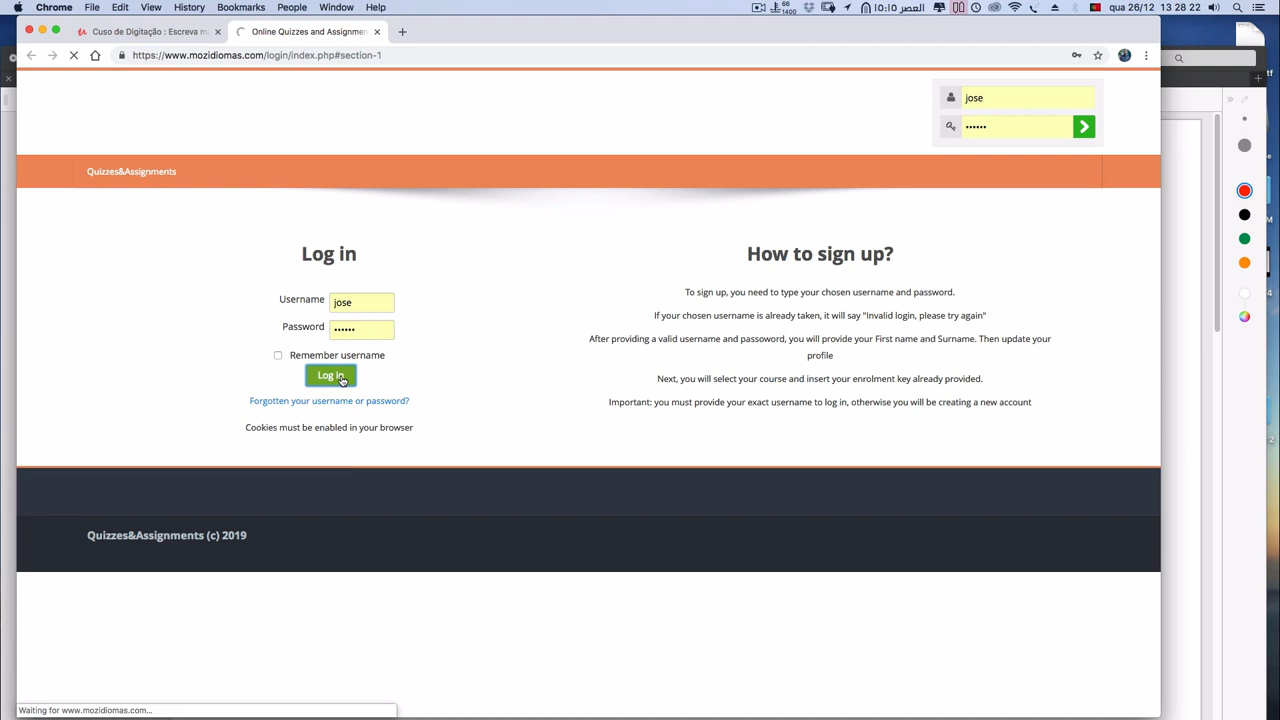 Chrome File Edit View History Bookmarks People Window Help
66
1400
العصر 10:10
qua 26/12 13 28 22
Cuso de Digitação : Escreva m
Online Quizzes and Assignmen
https://www.mozidiomas.com/login/index.php#section-1
jose
••••••
Quizzes&Assignments
Log in
Username jose
Password ••••••
Remember username
Log in
Forgotten your username or password?
Cookies must be enabled in your browser
How to sign up?
To sign up, you need to type your chosen username and password.
If your chosen username is already taken, it will say "Invalid login, please try again"
After providing a valid username and password, you will provide your First name and Surname. Then update your
profile
Next, you will select your course and insert your enrolment key already provided.
Important: you must provide your exact username to log in, otherwise you will be creating a new account
Quizzes&Assignments (c) 2019
Waiting for www.mozidiomas.com...